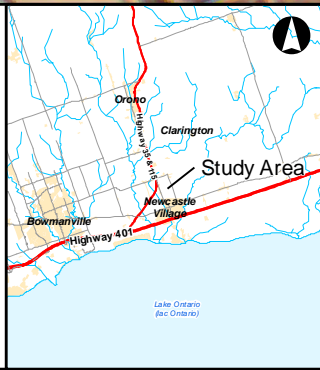 Orono
Clarington
Highway 35 & 115
Study Area
Newcastle
Village
Bowmanville
Highway 401
Lake Ontario
(lac Ontario)